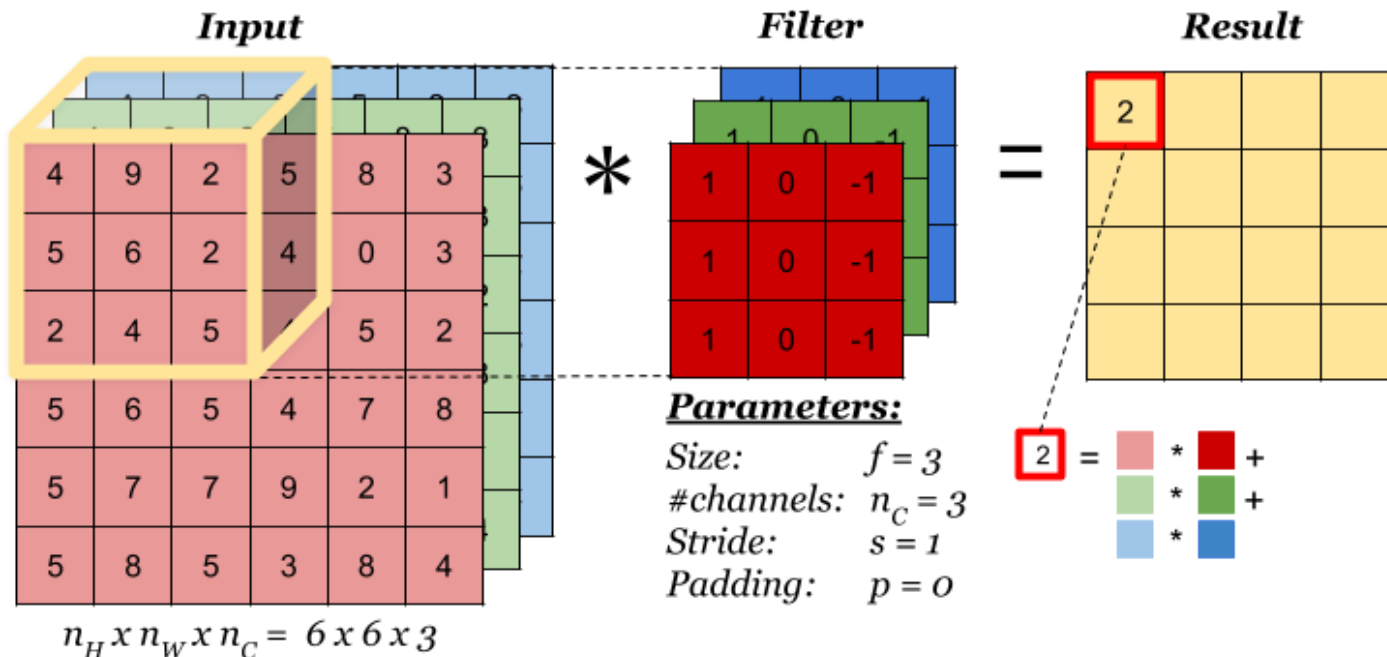 Input Filter Result
4 9 2 5 8 3
5 6 2 4 0 3
2 4 5 5 2
5 6 5 4 7 8
5 7 7 9 2 1
5 8 5 3 8 4
n_H x n_W x n_C = 6 x 6 x 3
*
1 0 -1
1 0 -1
1 0 -1
1 0 -1
Parameters:
Size: f = 3
#channels: n_C = 3
Stride: s = 1
Padding: p = 0
=
2
2 = * +
* +
*